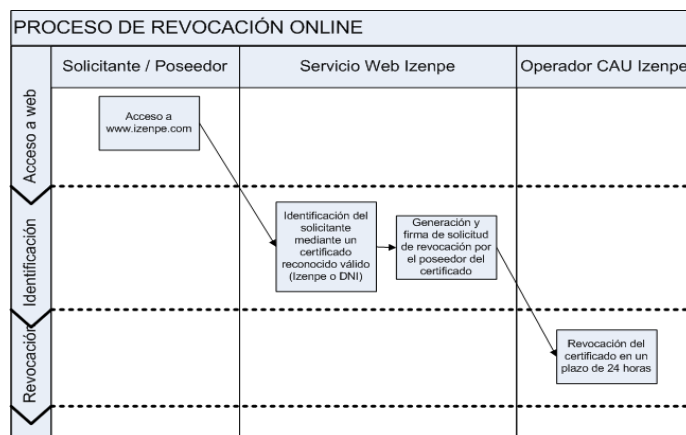 PROCESO DE REVOCACIÓN ONLINE
Solicitante / Poseedor
Servicio Web Izenpe
Operador CAU Izenpe
Acceso a web
Acceso a
www.izenpe.com
Identificación
Identificación del
solicitante
mediante un
certificado
reconocido válido
(Izenpe o DNI)
Generación y
firma de solicitud
de revocación por
el poseedor del
certificado
Revocación
Revocación del
certificado en un
plazo de 24 horas